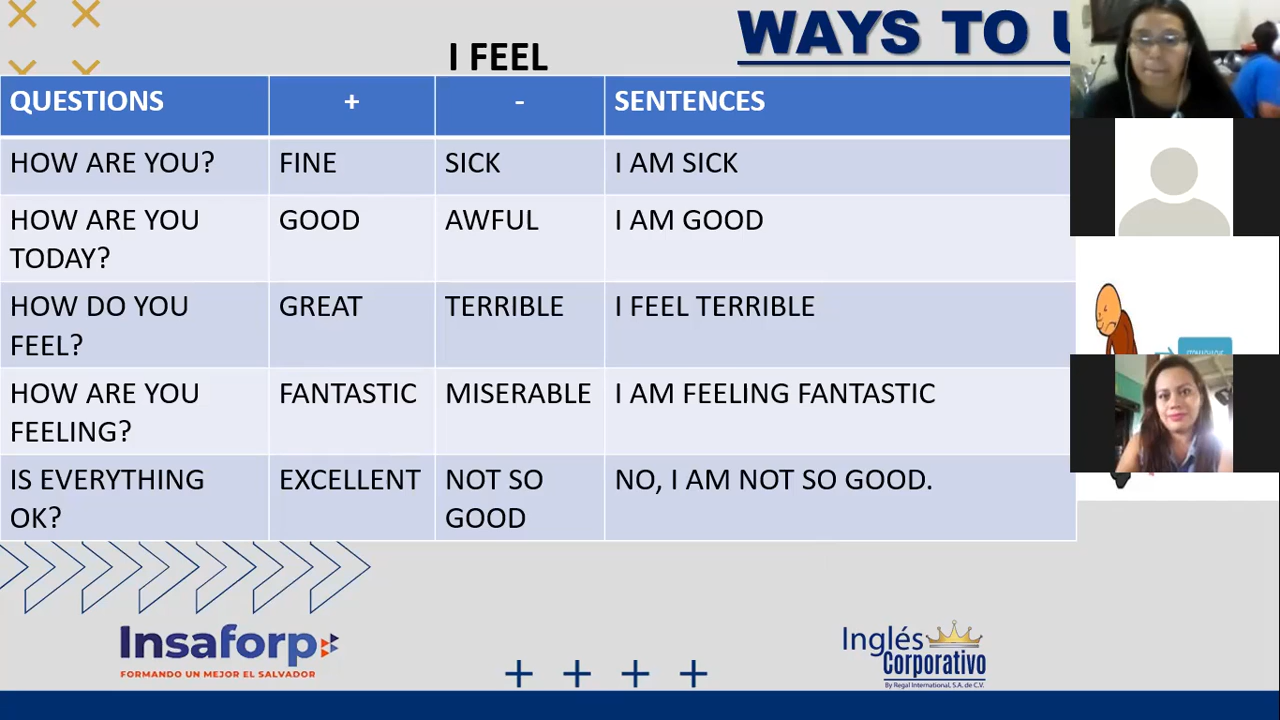 WAYS TO U
I FEEL
QUESTIONS + - SENTENCES
HOW ARE YOU? FINE SICK I AM SICK
HOW ARE YOU TODAY? GOOD AWFUL I AM GOOD
HOW DO YOU FEEL? GREAT TERRIBLE I FEEL TERRIBLE
HOW ARE YOU FEELING? FANTASTIC MISERABLE I AM FEELING FANTASTIC
IS EVERYTHING OK? EXCELLENT NOT SO GOOD NO, I AM NOT SO GOOD.
Insaforp
FORMANDO UN MEJOR EL SALVADOR
Inglés
Corporativo
By Regal International, S.A. de C.V.